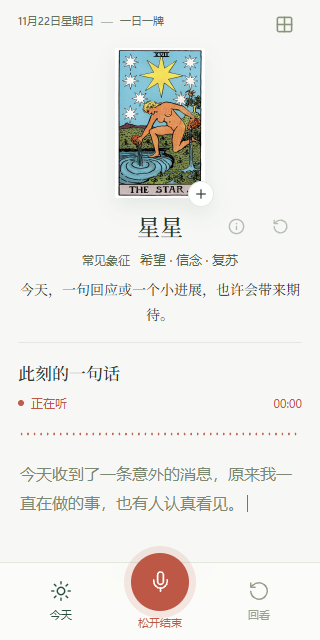 11月22日星期日 — 一日一牌
XVII
THE STAR.
星星
常见象征 希望 · 信念 · 复苏
今天，一句回应或一个小进展，也许会带来期
待。
此刻的一句话
正在听 00:00
今天收到了一条意外的消息，原来我一
直在做的事，也有人认真看见。
今天
松开结束
回看